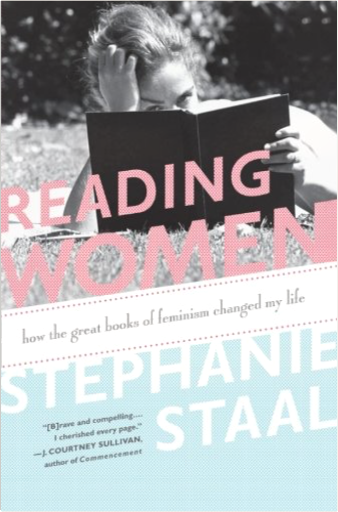 READING
WOMEN
how the great books of feminism changed my life
STEPHANIE
STAAL
"[B]rave and compelling....
I cherished every page."
—J. COURTNEY SULLIVAN,
author of Commencement